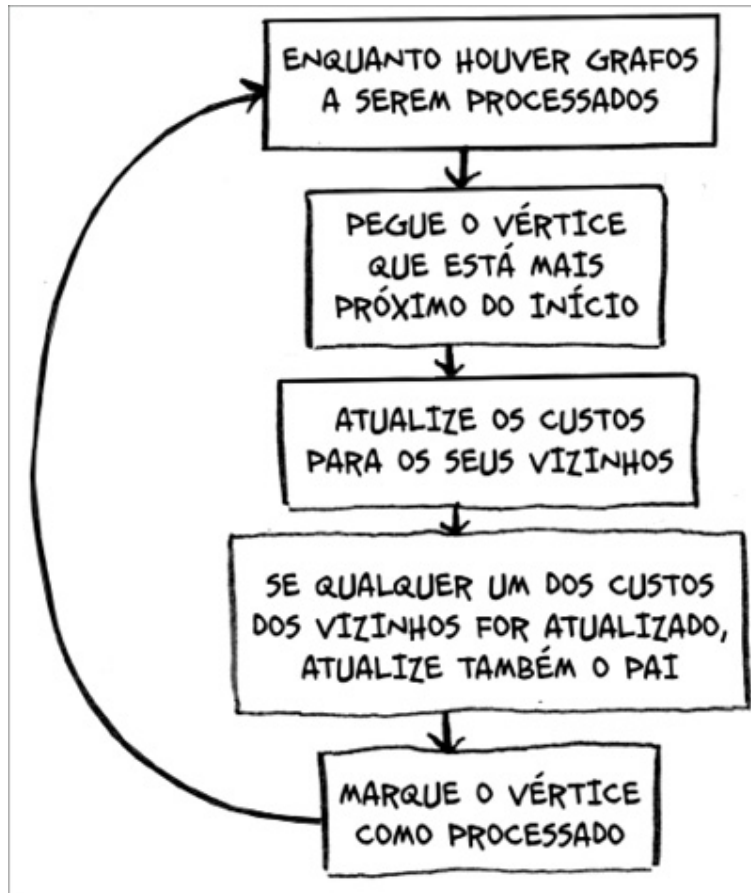 ENQUANTO HOUVER GRAFOS
A SEREM PROCESSADOS
PEGUE O VÉRTICE
QUE ESTÁ MAIS
PRÓXIMO DO INÍCIO
ATUALIZE OS CUSTOS
PARA OS SEUS VIZINHOS
SE QUALQUER UM DOS CUSTOS
DOS VIZINHOS FOR ATUALIZADO,
ATUALIZE TAMBÉM O PAI
MARQUE O VÉRTICE
COMO PROCESSADO